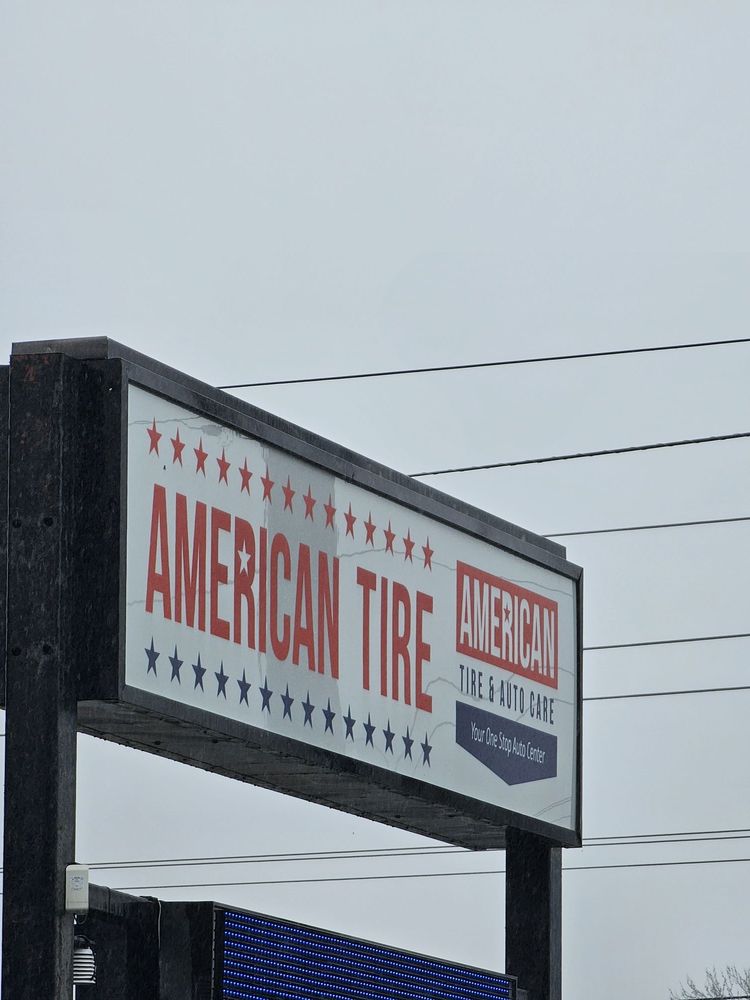 AMERICAN TIRE
AMERICAN
TIRE & AUTO CARE
Your One Stop Auto Center